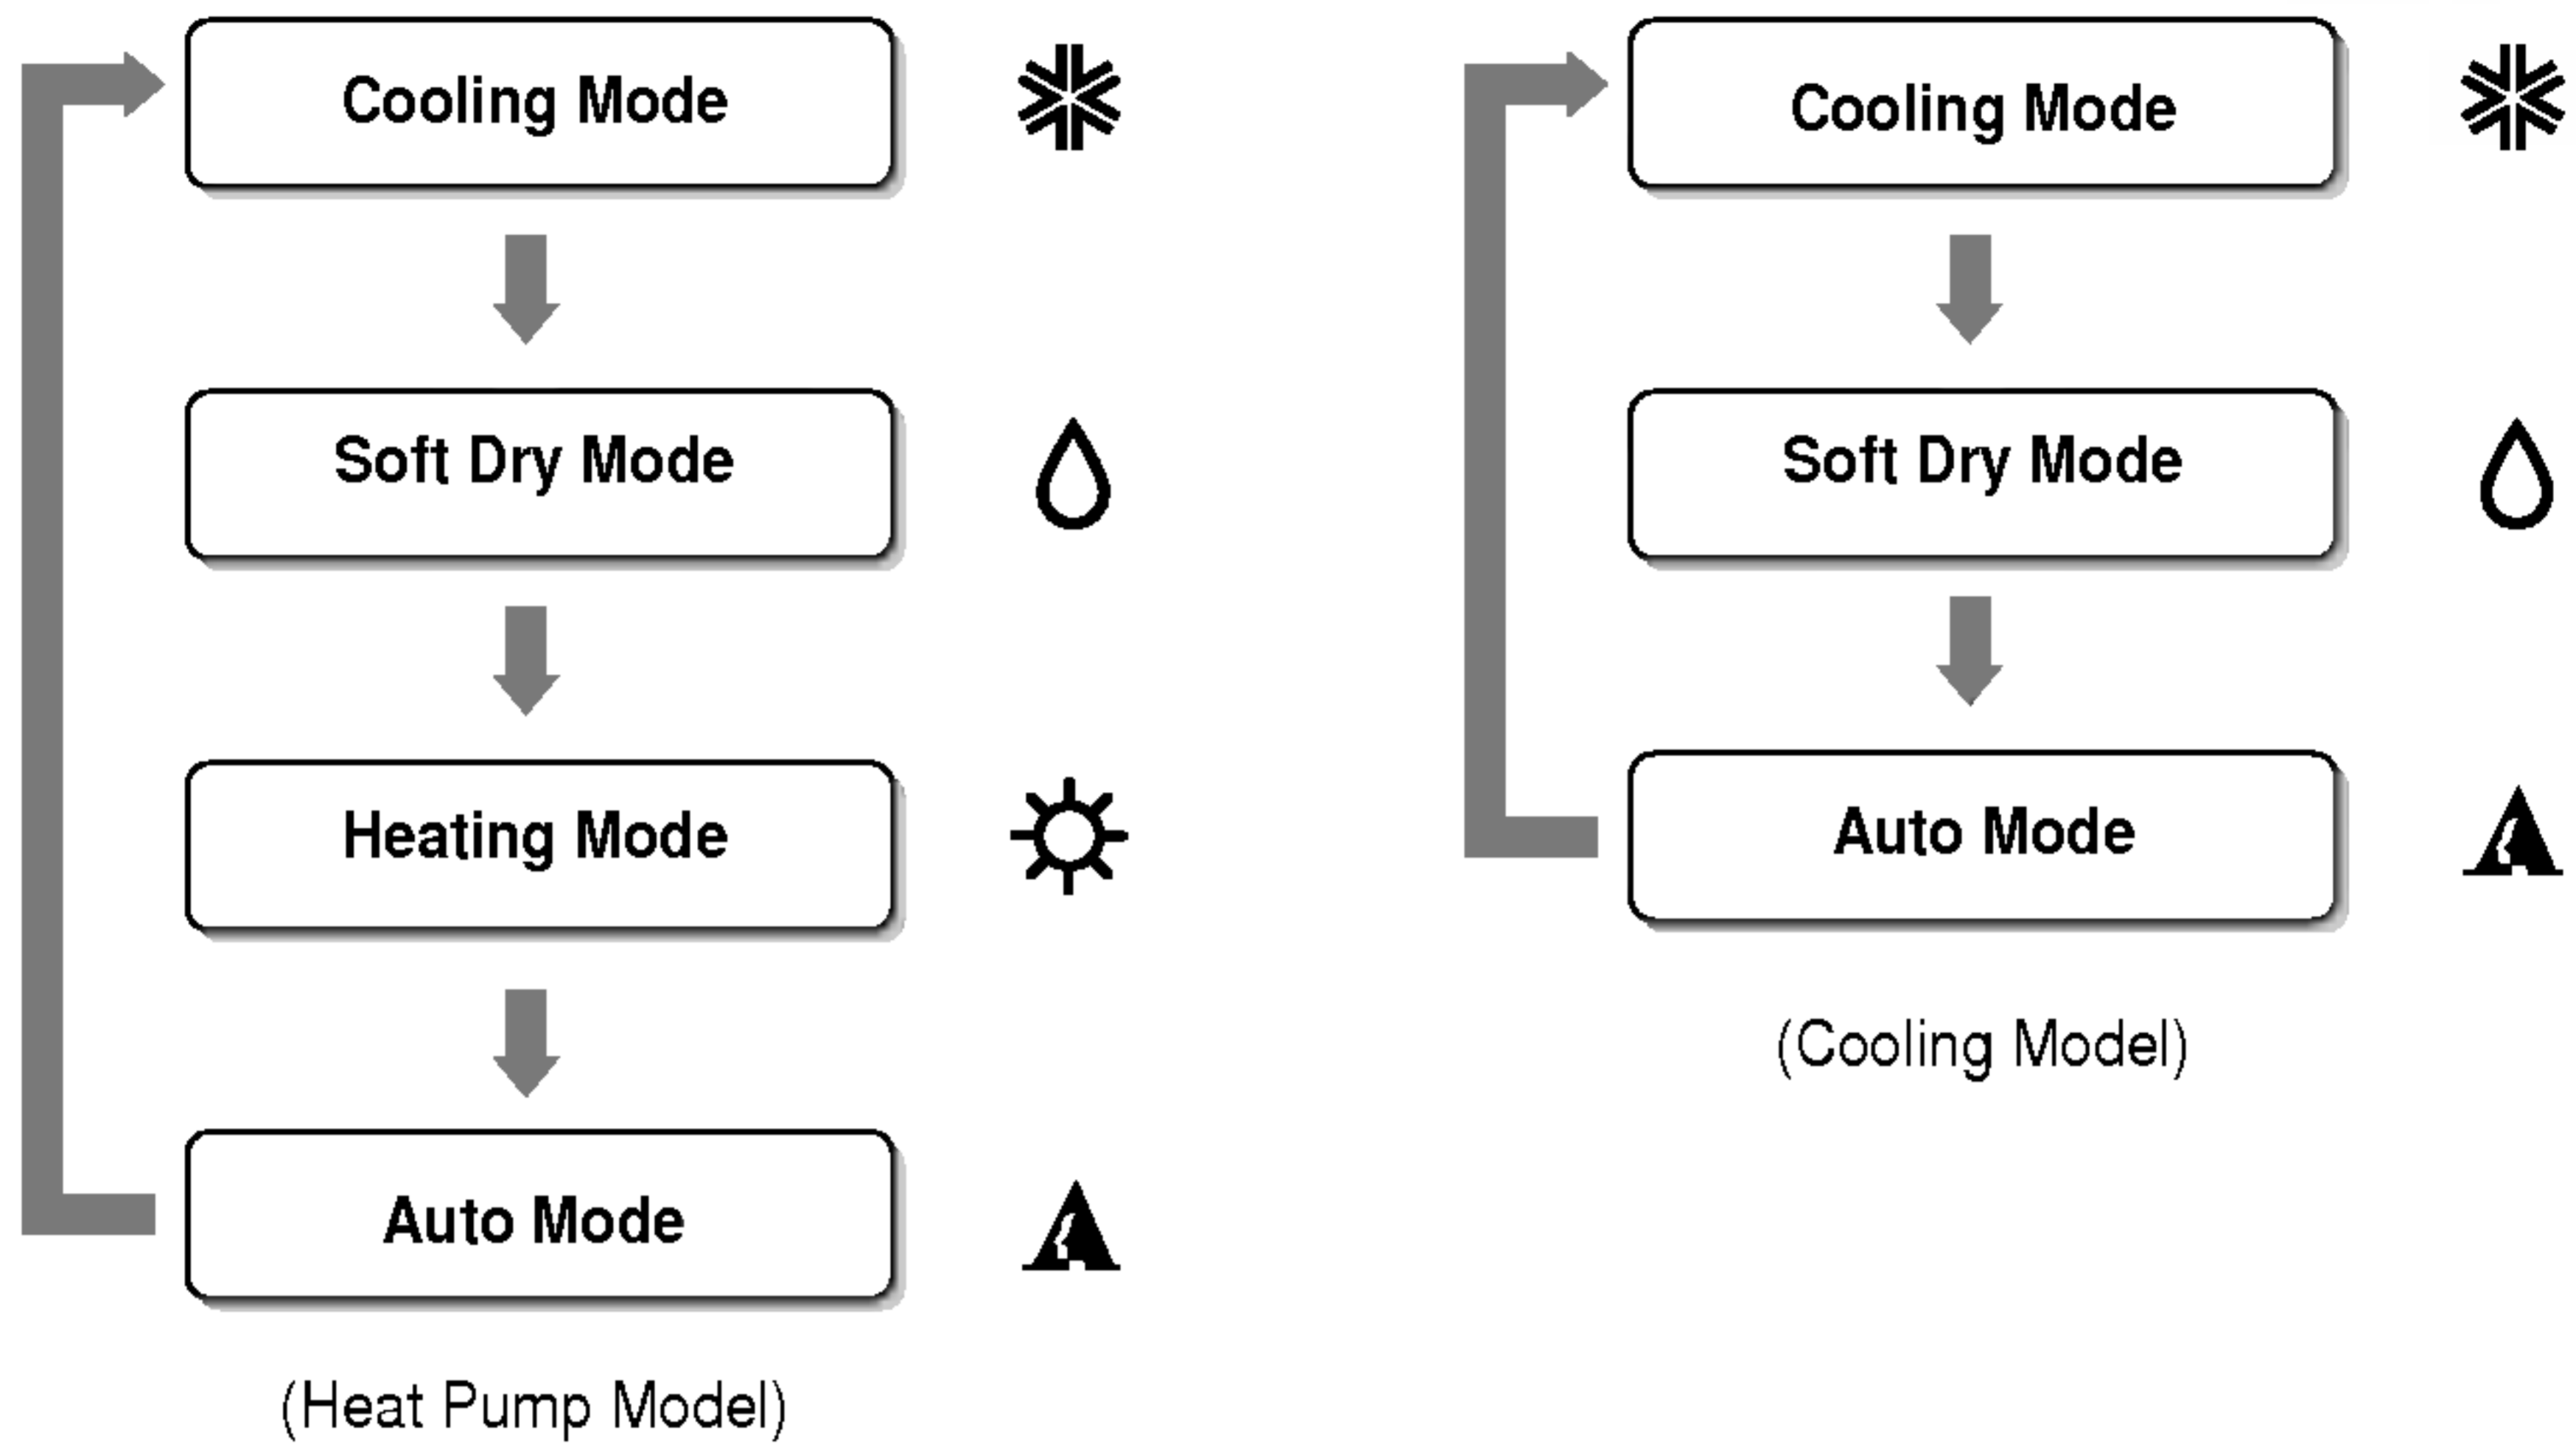 Cooling Mode
Soft Dry Mode
Heating Mode
Auto Mode
(Heat Pump Model)
Cooling Mode
Soft Dry Mode
Auto Mode
(Cooling Model)